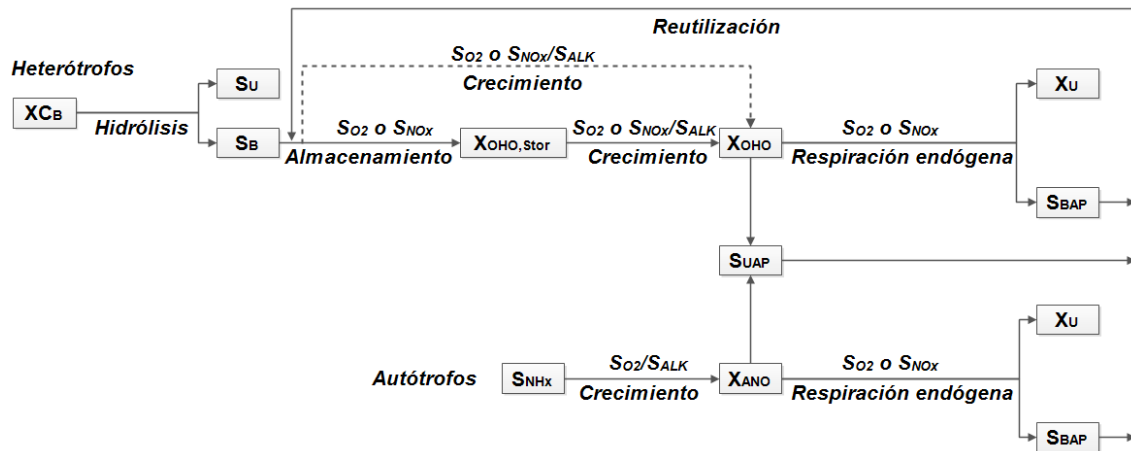 Reutilización
Heterótrofos
SO2 o SNOx/SALK
Crecimiento
SU
XU
XCB
Hidrólisis
SB
SO2 o SNOx
Almacenamiento
XOHO,Stor
SO2 o SNOx/SALK
Crecimiento
XOHO
SO2 o SNOx
Respiración endógena
SBAP
SUAP
XU
Autótrofos
SNHx
SO2/SALK
Crecimiento
XANO
SO2 o SNOx
Respiración endógena
SBAP